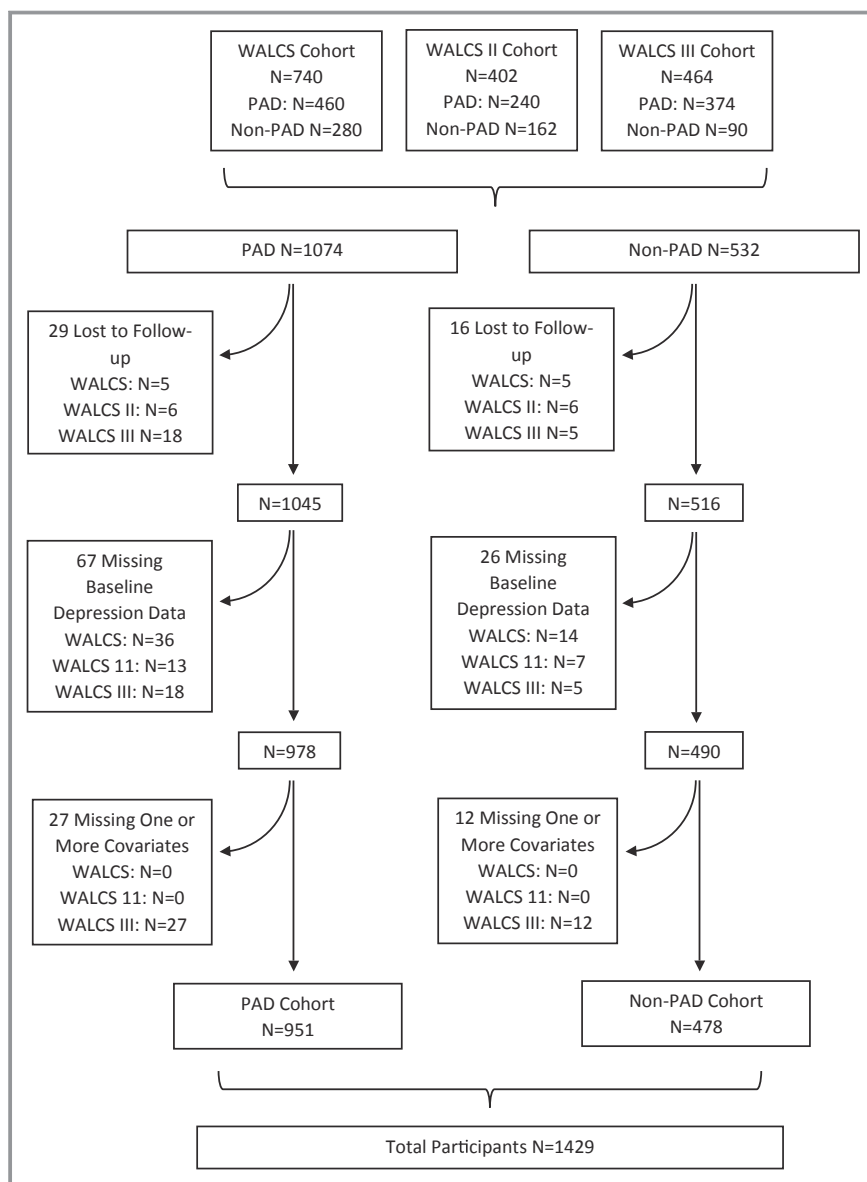 WALCS Cohort
N=740
PAD: N=460
Non-PAD N=280
WALCS II Cohort
N=402
PAD: N=240
Non-PAD N=162
WALCS III Cohort
N=464
PAD: N=374
Non-PAD N=90
PAD N=1074
Non-PAD N=532
29 Lost to Follow-
up
WALCS: N=5
WALCS II: N=6
WALCS III N=18
16 Lost to Follow-
up
WALCS: N=5
WALCS II: N=6
WALCS III N=5
N=1045
N=516
67 Missing
Baseline
Depression Data
WALCS: N=36
WALCS 11: N=13
WALCS III: N=18
26 Missing
Baseline
Depression Data
WALCS: N=14
WALCS 11: N=7
WALCS III: N=5
N=978
N=490
27 Missing One or
More Covariates
WALCS: N=0
WALCS 11: N=0
WALCS III: N=27
12 Missing One or
More Covariates
WALCS: N=0
WALCS 11: N=0
WALCS III: N=12
PAD Cohort
N=951
Non-PAD Cohort
N=478
Total Participants N=1429